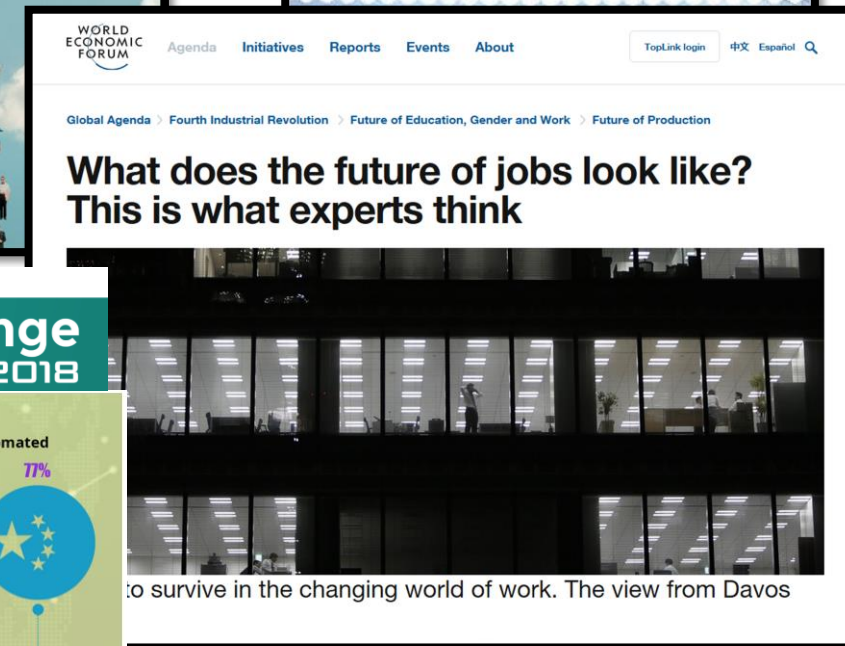 WORLD
ECONOMIC
FORUM
Agenda Initiatives Reports Events About TopLink login 中文 Español
Global Agenda > Fourth Industrial Revolution > Future of Education, Gender and Work > Future of Production
What does the future of jobs look like?
This is what experts think
nge
2018
mated
77%
to survive in the changing world of work. The view from Davos